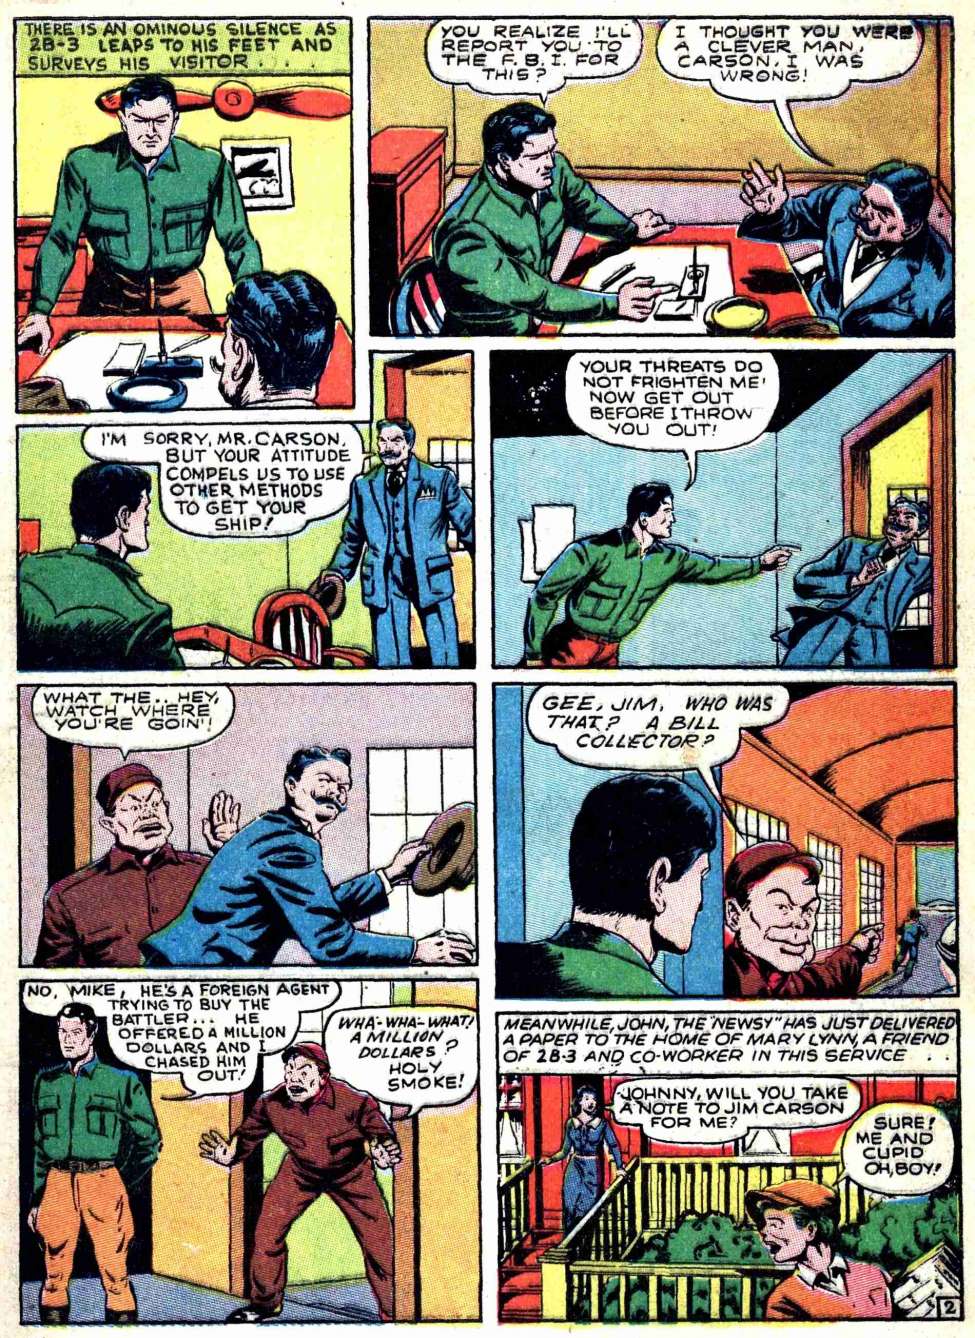 THERE IS AN OMINOUS SILENCE AS
2B-3 LEAPS TO HIS FEET AND
SURVEYS HIS VISITOR . . .
YOU REALIZE I'LL
REPORT YOU TO
THE F.B.I. FOR
THIS?
I THOUGHT YOU WERE
A CLEVER MAN,
CARSON, I WAS
WRONG!
I'M SORRY, MR. CARSON,
BUT YOUR ATTITUDE
COMPELS US TO USE
OTHER METHODS
TO GET YOUR
SHIP!
YOUR THREATS DO
NOT FRIGHTEN ME!
NOW GET OUT
BEFORE I THROW
YOU OUT!
WHAT THE... HEY,
WATCH WHERE
YOU'RE GOIN'!
GEE, JIM, WHO WAS
THAT? A BILL
COLLECTOR?
NO, MIKE, HE'S A FOREIGN AGENT
TRYING TO BUY THE
BATTLER... HE
OFFERED A MILLION
DOLLARS AND I
CHASED HIM
OUT!
WHA-WHA-WHAT!
A MILLION
DOLLARS?
HOLY
SMOKE!
MEANWHILE, JOHN, THE "NEWSY" HAS JUST DELIVERED
A PAPER TO THE HOME OF MARY LYNN, A FRIEND
OF 2B-3 AND CO-WORKER IN THIS SERVICE . . .
JOHNNY, WILL YOU TAKE
A NOTE TO JIM CARSON
FOR ME?
SURE!
ME AND
CUPID
OH, BOY!
2